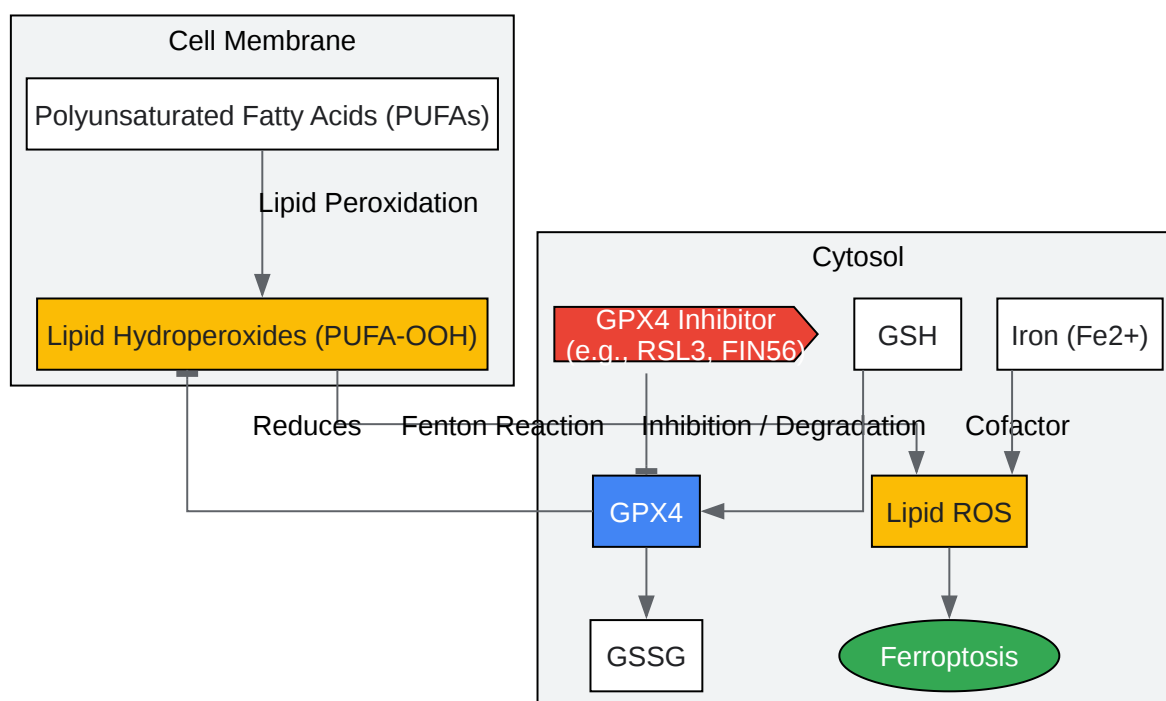 Cell Membrane
Polyunsaturated Fatty Acids (PUFAs)
Lipid Peroxidation
Cytosol
Lipid Hydroperoxides (PUFA-OOH)
GPX4 Inhibitor
(e.g., RSL3, FIN56)
GSH
Iron (Fe2+)
Reduces
Fenton Reaction
Inhibition / Degradation
Cofactor
GPX4
Lipid ROS
GSSG
Ferroptosis